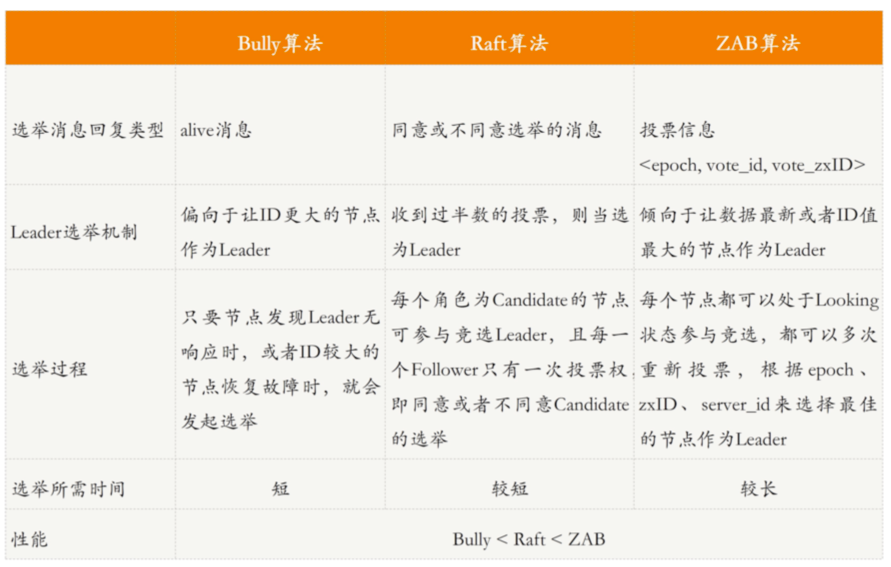 Bully算法 Raft算法 ZAB算法
选举消息回复类型
alive消息
同意或不同意选举的消息
投票信息
<epoch, vote_id, vote_zxID>
Leader选举机制
偏向于让ID更大的节点
作为Leader
收到过半数的投票，则当选
为Leader
倾向于让数据最新或者ID值
最大的节点作为Leader
选举过程
只要节点发现Leader无
响应时，或者ID较大的
节点恢复故障时，就会
发起选举
每个角色为Candidate的节点
可参与竞选Leader，且每一
个Follower只有一次投票权，
即同意或者不同意Candidate
的选举
每个节点都可以处于Looking
状态参与竞选，都可以多次
重新投票，根据epoch、
zxID、server_id来选择最佳
的节点作为Leader
选举所需时间
短
较短
较长
性能
Bully < Raft < ZAB